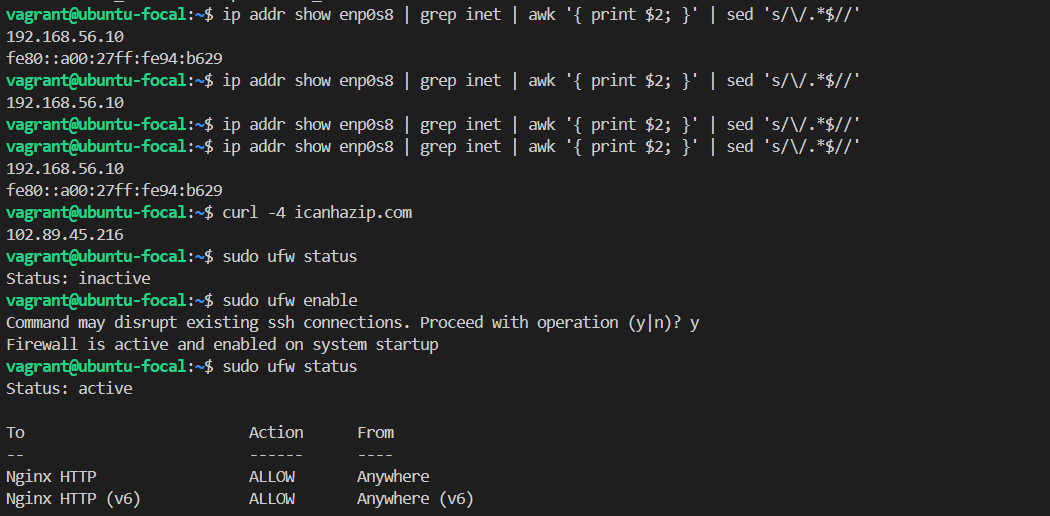 vagrant@ubuntu-focal:~$ ip addr show enp0s8 | grep inet | awk '{ print $2; }' | sed 's/\/.*$//'
192.168.56.10
fe80::a00:27ff:fe94:b629
vagrant@ubuntu-focal:~$ ip addr show enp0s8 | grep inet | awk '{ print $2; }' | sed 's/\/.*$//'
192.168.56.10
vagrant@ubuntu-focal:~$ ip addr show enp0s8 | grep inet | awk '{ print $2; }' | sed 's/\/.*$//'
vagrant@ubuntu-focal:~$ ip addr show enp0s8 | grep inet | awk '{ print $2; }' | sed 's/\/.*$//'
192.168.56.10
fe80::a00:27ff:fe94:b629
vagrant@ubuntu-focal:~$ curl -4 icanhazip.com
102.89.45.216
vagrant@ubuntu-focal:~$ sudo ufw status
Status: inactive
vagrant@ubuntu-focal:~$ sudo ufw enable
Command may disrupt existing ssh connections. Proceed with operation (y|n)? y
Firewall is active and enabled on system startup
vagrant@ubuntu-focal:~$ sudo ufw status
Status: active
To Action From
-- ------ ----
Nginx HTTP ALLOW Anywhere
Nginx HTTP (v6) ALLOW Anywhere (v6)